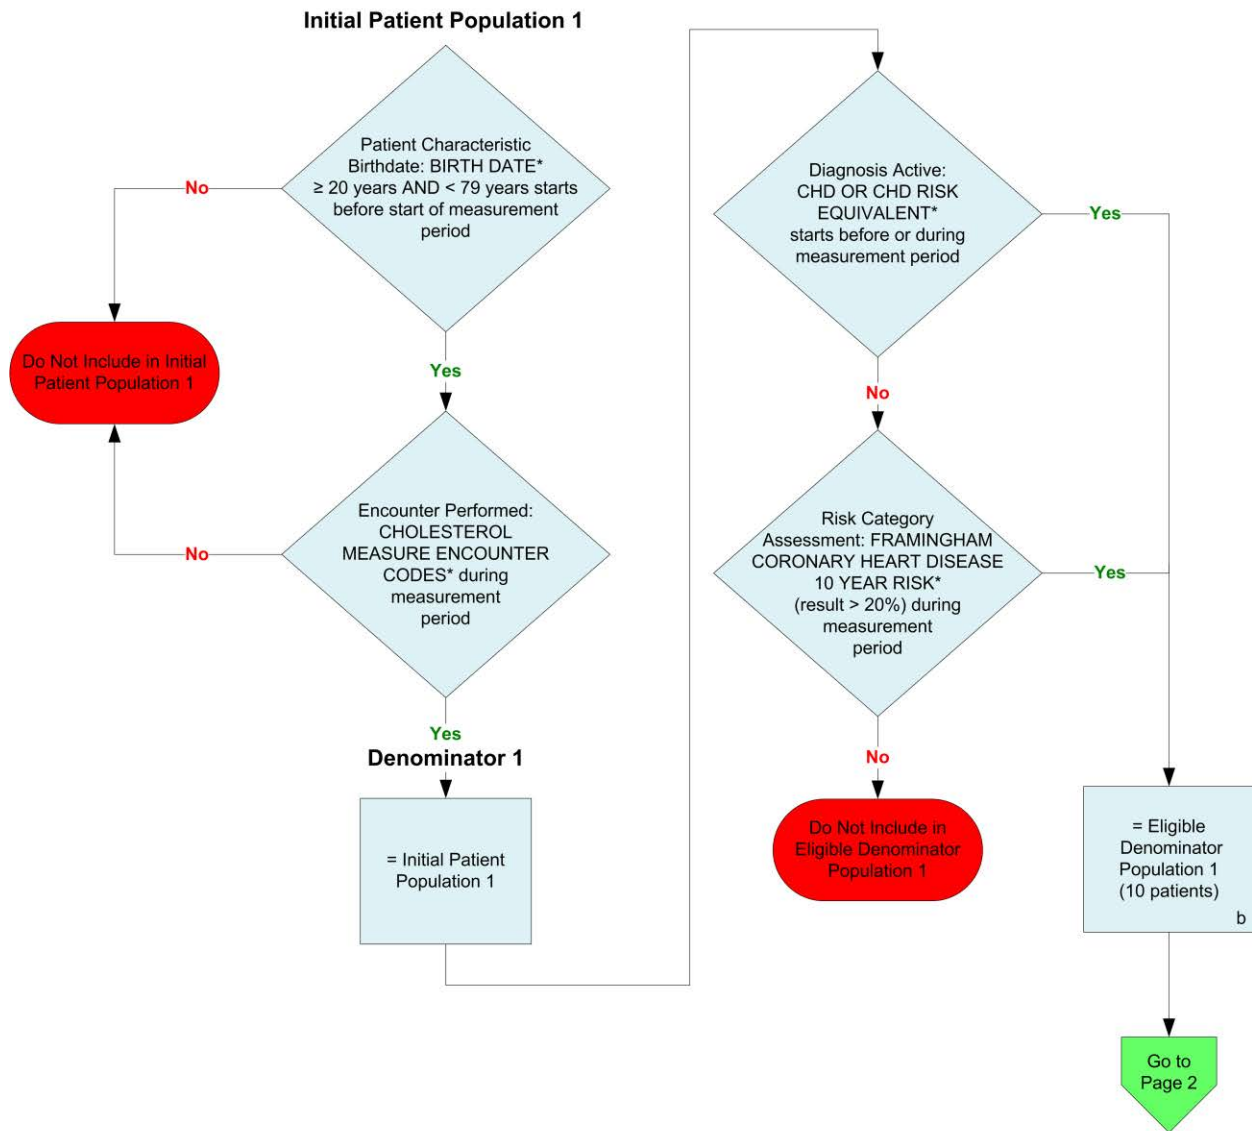 Initial Patient Population 1
Patient Characteristic
Birthdate: BIRTH DATE*
≥ 20 years AND < 79 years starts
before start of measurement
period
No
Do Not Include in Initial
Patient Population 1
Yes
Encounter Performed:
CHOLESTEROL
MEASURE ENCOUNTER
CODES* during
measurement
period
No
Yes
Denominator 1
= Initial Patient
Population 1
Diagnosis Active:
CHD OR CHD RISK
EQUIVALENT*
starts before or during
measurement period
Yes
No
Risk Category
Assessment: FRAMINGHAM
CORONARY HEART DISEASE
10 YEAR RISK*
(result > 20%) during
measurement
period
Yes
No
Do Not Include in
Eligible Denominator
Population 1
= Eligible
Denominator
Population 1
(10 patients)
b
Go to
Page 2